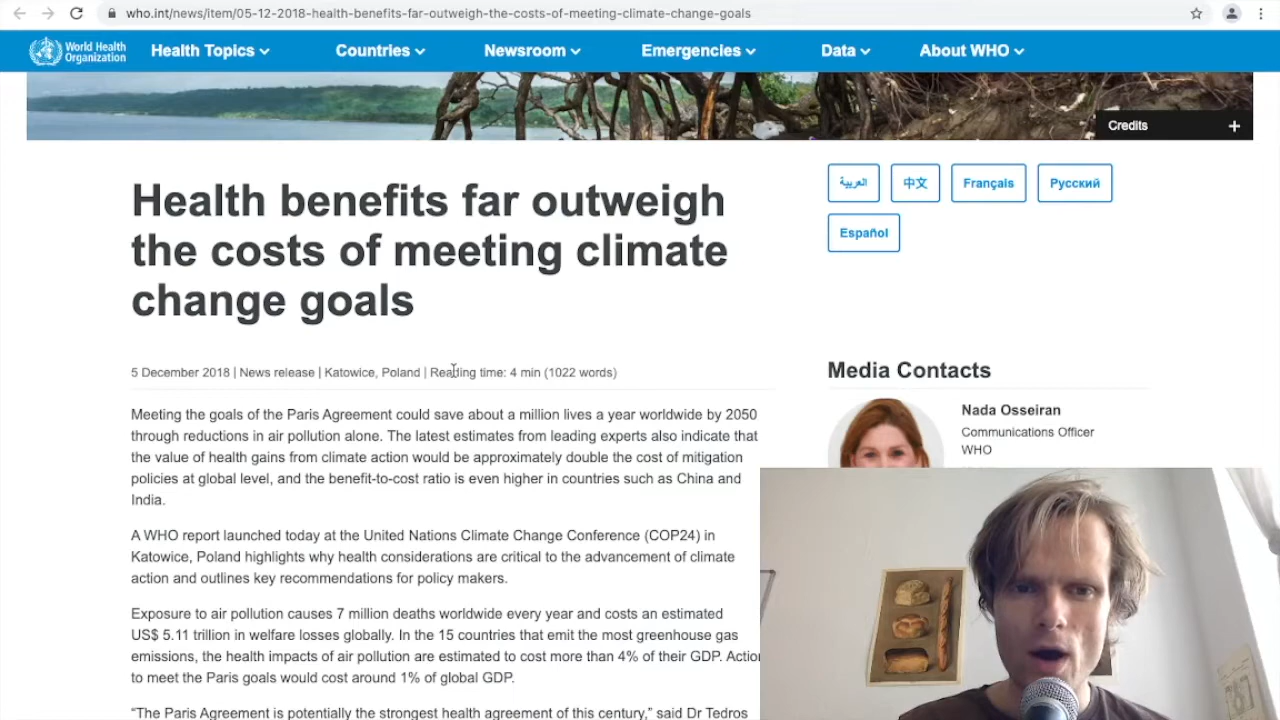 who.int/news/item/05-12-2018-health-benefits-far-outweigh-the-costs-of-meeting-climate-change-goals
World Health
Organization
Health Topics
Countries
Newsroom
Emergencies
Data
About WHO
Credits +
Health benefits far outweigh
the costs of meeting climate
change goals
العربية
中文
Français
Русский
Español
5 December 2018 | News release | Katowice, Poland | Reading time: 4 min (1022 words)
Meeting the goals of the Paris Agreement could save about a million lives a year worldwide by 2050
through reductions in air pollution alone. The latest estimates from leading experts also indicate that
the value of health gains from climate action would be approximately double the cost of mitigation
policies at global level, and the benefit-to-cost ratio is even higher in countries such as China and
India.
A WHO report launched today at the United Nations Climate Change Conference (COP24) in
Katowice, Poland highlights why health considerations are critical to the advancement of climate
action and outlines key recommendations for policy makers.
Exposure to air pollution causes 7 million deaths worldwide every year and costs an estimated
US$ 5.11 trillion in welfare losses globally. In the 15 countries that emit the most greenhouse gas
emissions, the health impacts of air pollution are estimated to cost more than 4% of their GDP. Action
to meet the Paris goals would cost around 1% of global GDP.
“The Paris Agreement is potentially the strongest health agreement of this century,” said Dr Tedros
Media Contacts
Nada Osseiran
Communications Officer
WHO